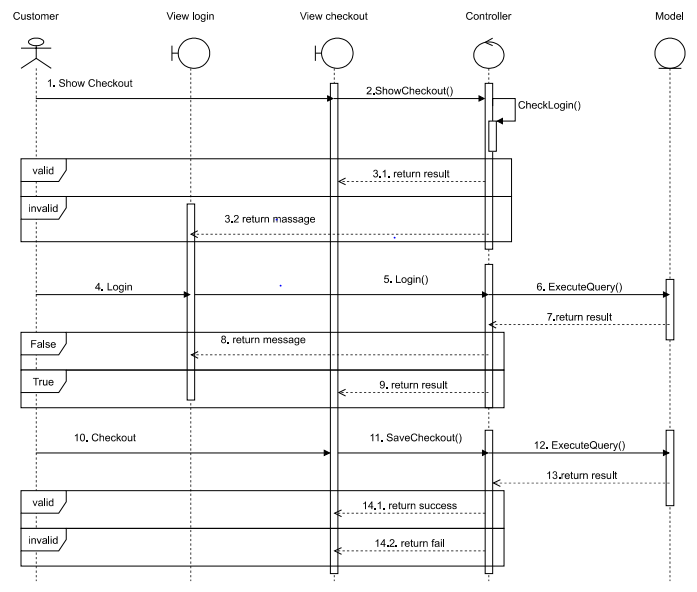 Customer
View login
View checkout
Controller
Model
1. Show Checkout
2.ShowCheckout()
CheckLogin()
valid
3.1. return result
invalid
3.2 return massage
4. Login
5. Login()
6. ExecuteQuery()
7.return result
False
8. return message
True
9. return result
10. Checkout
11. SaveCheckout()
12. ExecuteQuery()
13.return result
valid
14.1. return success
invalid
14.2. return fail